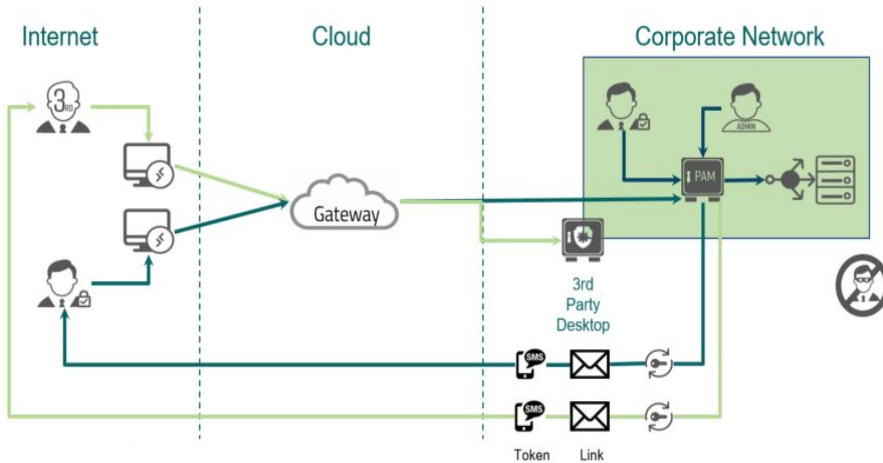 Internet
Cloud
Corporate Network
3RD
ADMIN
PAM
Gateway
3rd
Party
Desktop
SMS
SMS
Token
Link